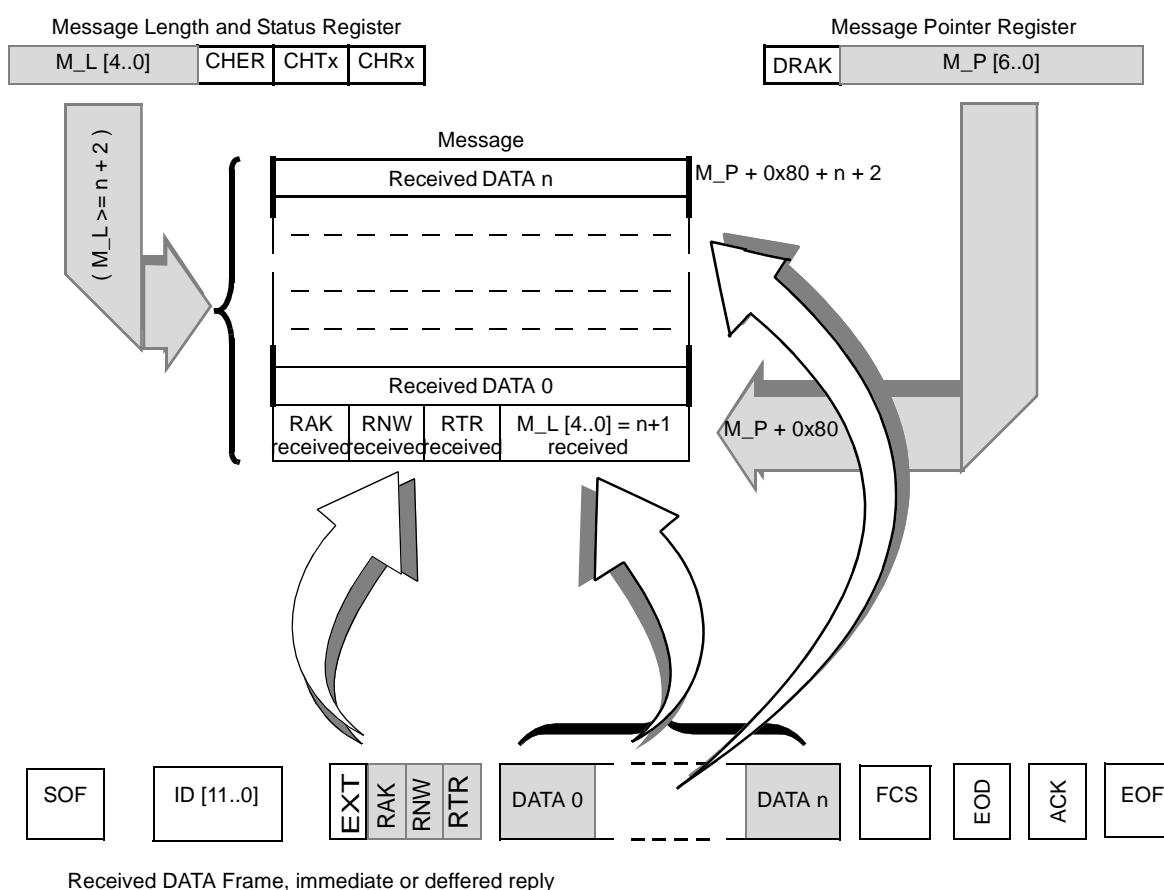 Message Length and Status Register
Message Pointer Register
M_L [4..0] CHER CHTx CHRx
DRAK M_P [6..0]
( M_L >= n + 2 )
Message
Received DATA n
M_P + 0x80 + n + 2
Received DATA 0
RAK received
RNW received
RTR received
M_L [4..0] = n+1 received
M_P + 0x80
SOF
ID [11..0]
EXT
RAK
RNW
RTR
DATA 0
DATA n
FCS
EOD
ACK
EOF
Received DATA Frame, immediate or deffered reply